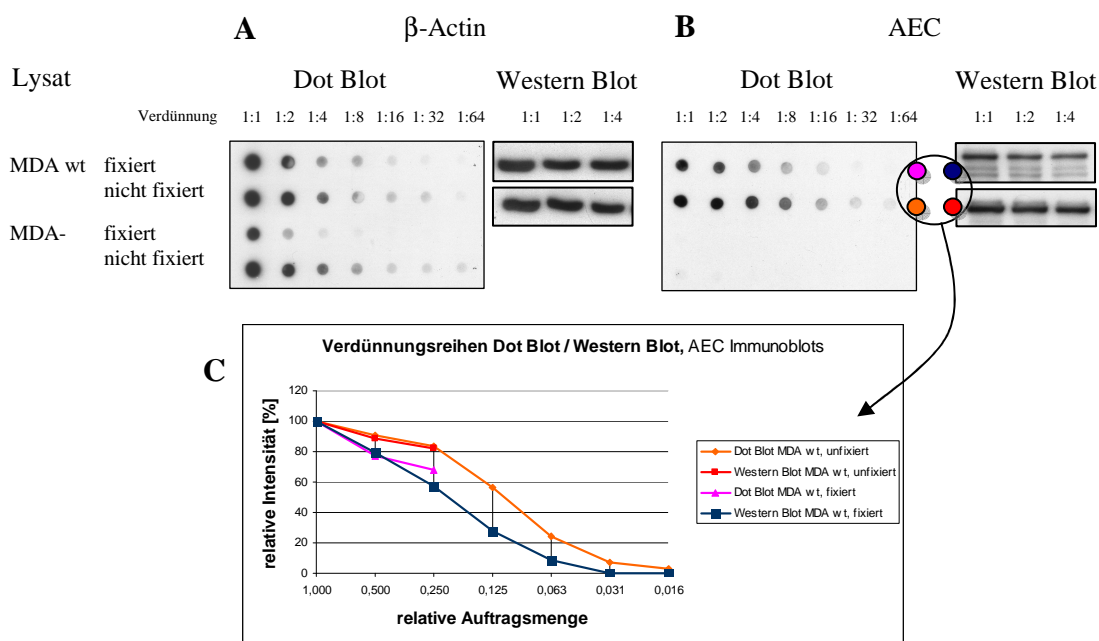 A β-Actin B AEC
Lysat Dot Blot Western Blot Dot Blot Western Blot
Verdünnung 1:1 1:2 1:4 1:8 1:16 1: 32 1:64 1:1 1:2 1:4 1:1 1:2 1:4 1:8 1:16 1: 32 1:64 1:1 1:2 1:4
MDA wt fixiert
nicht fixiert
MDA- fixiert
nicht fixiert
C
Verdünnungsreihen Dot Blot / Western Blot, AEC Immunoblots
relative Intensität [%]
120
100
80
60
40
20
0
1,000 0,500 0,250 0,125 0,063 0,031 0,016
relative Auftragsmenge
Dot Blot MDA wt, unfixiert
Western Blot MDA wt, unfixiert
Dot Blot MDA wt, fixiert
Western Blot MDA wt, fixiert